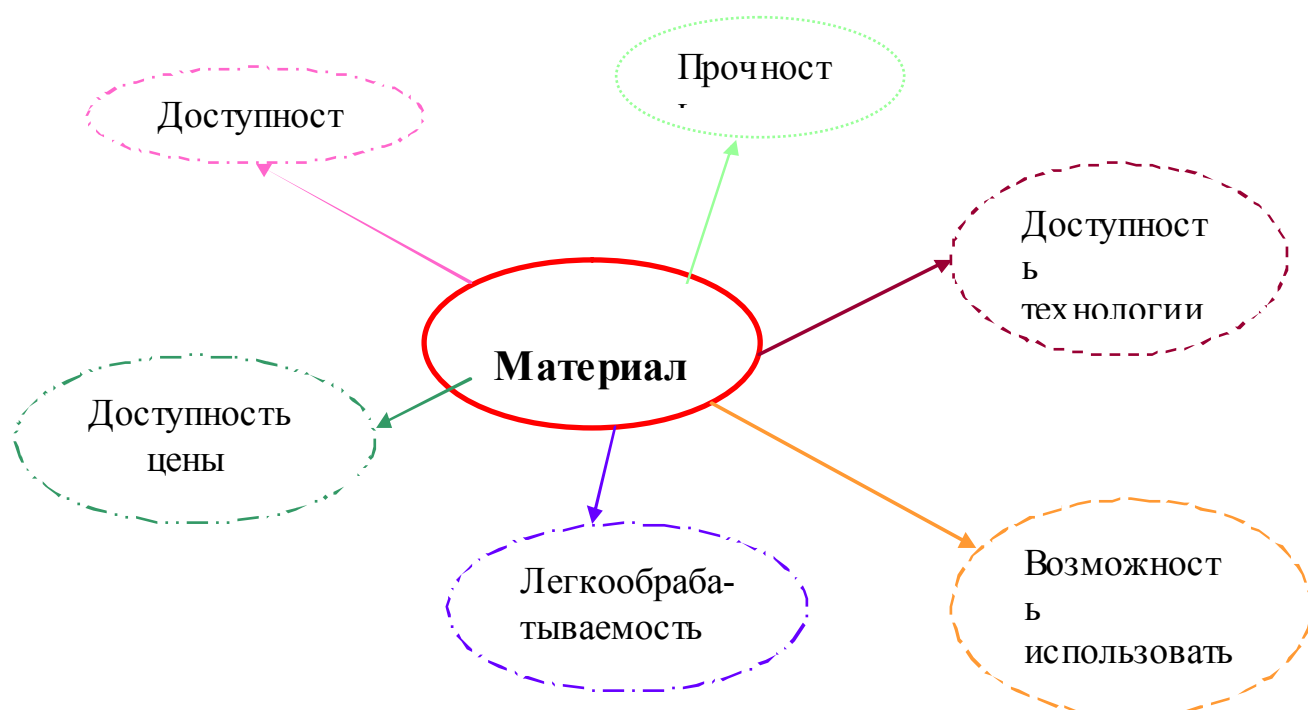 Прочност
Доступност
Доступност
ь
технологии
Материал
Доступность
цены
Легкообраба-
тываемость
Возможност
ь
использовать